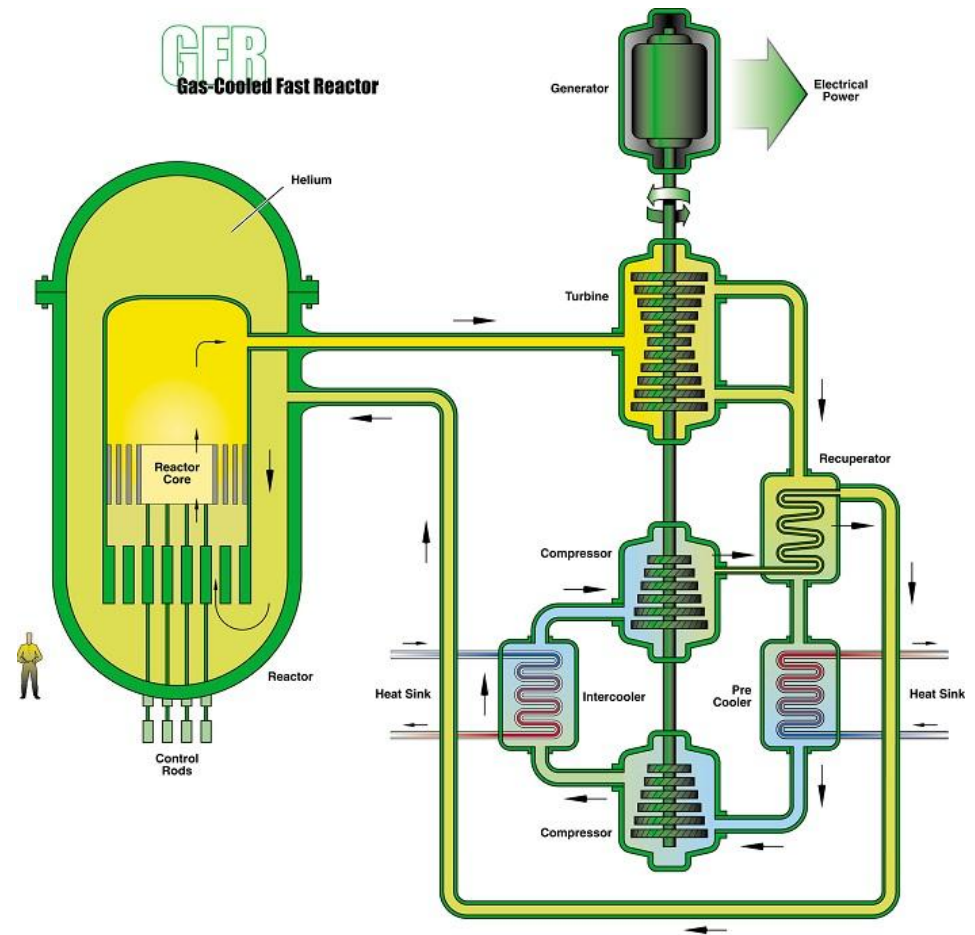 GFR
Gas-Cooled Fast Reactor
Generator
Electrical
Power
Helium
Turbine
Reactor
Core
Recuperator
Compressor
Reactor
Heat Sink
Intercooler
Pre
Cooler
Heat Sink
Control
Rods
Compressor